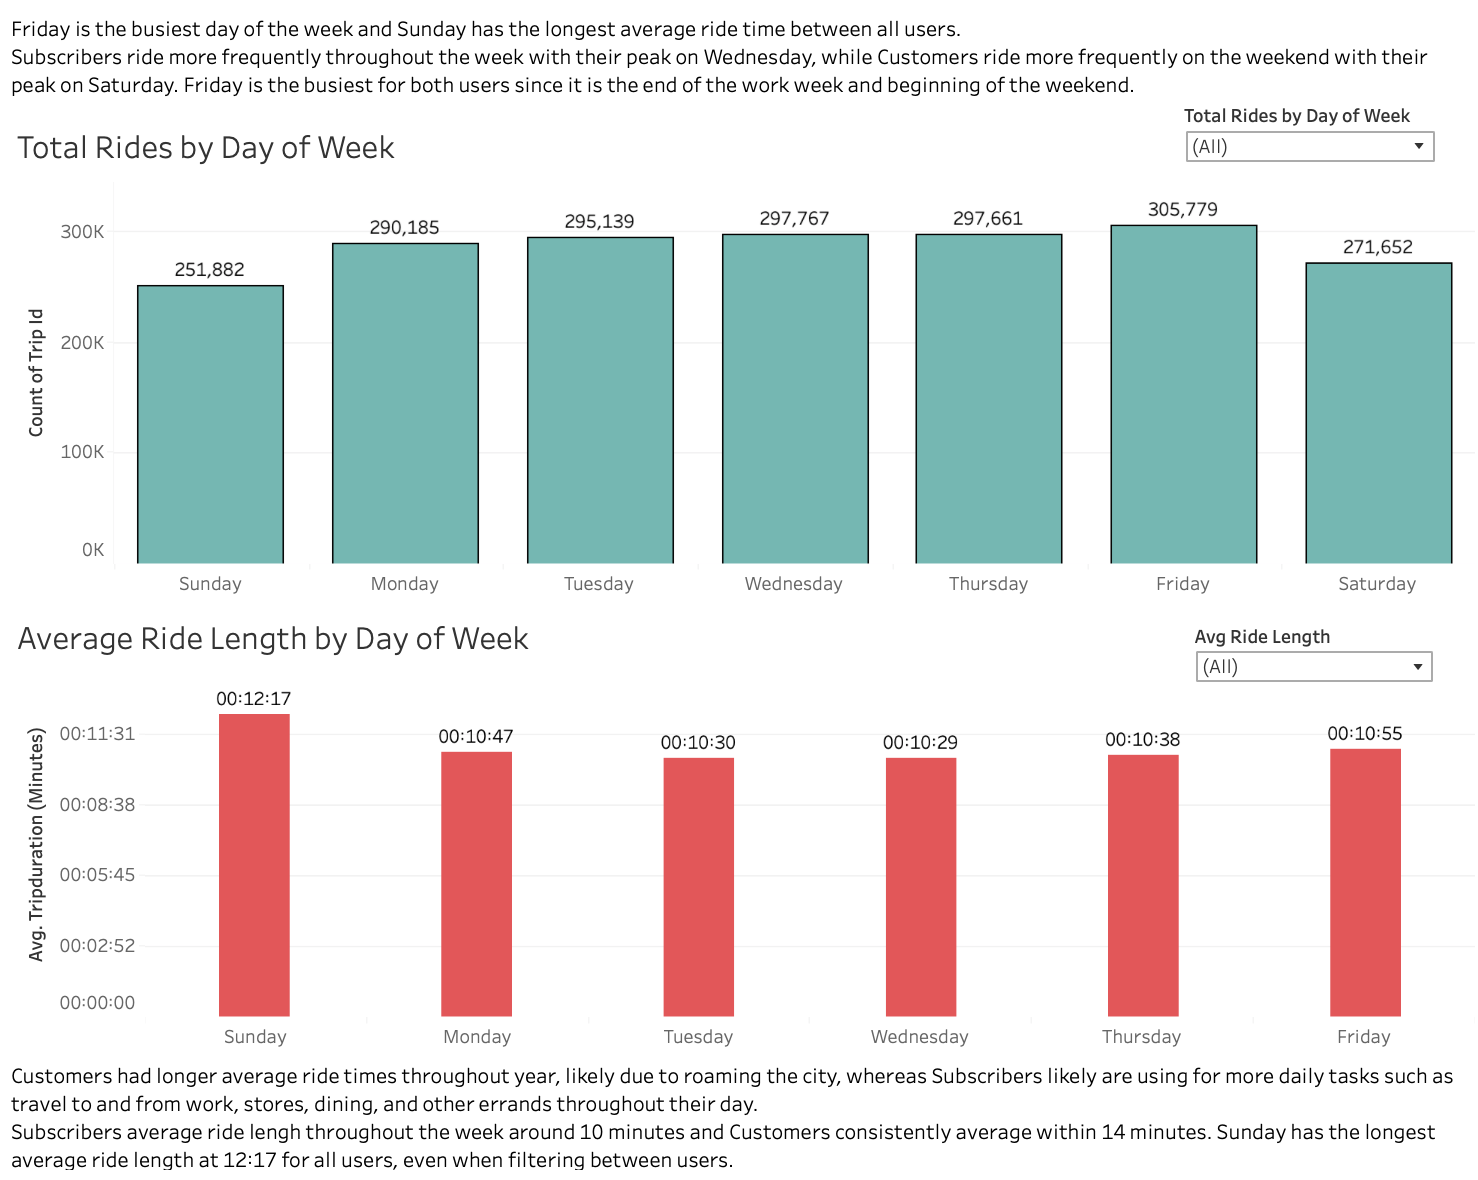 Friday is the busiest day of the week and Sunday has the longest average ride time between all users.
Subscribers ride more frequently throughout the week with their peak on Wednesday, while Customers ride more frequently on the weekend with their
peak on Saturday. Friday is the busiest for both users since it is the end of the work week and beginning of the weekend.
Total Rides by Day of Week
Total Rides by Day of Week
(All)
Count of Trip Id
300K
200K
100K
0K
251,882
290,185
295,139
297,767
297,661
305,779
271,652
Sunday
Monday
Tuesday
Wednesday
Thursday
Friday
Saturday
Average Ride Length by Day of Week
Avg Ride Length
(All)
Avg. Tripduration (Minutes)
00:11:31
00:08:38
00:05:45
00:02:52
00:00:00
00:12:17
00:10:47
00:10:30
00:10:29
00:10:38
00:10:55
Sunday
Monday
Tuesday
Wednesday
Thursday
Friday
Customers had longer average ride times throughout year, likely due to roaming the city, whereas Subscribers likely are using for more daily tasks such as
travel to and from work, stores, dining, and other errands throughout their day.
Subscribers average ride lengh throughout the week around 10 minutes and Customers consistently average within 14 minutes. Sunday has the longest
average ride length at 12:17 for all users, even when filtering between users.